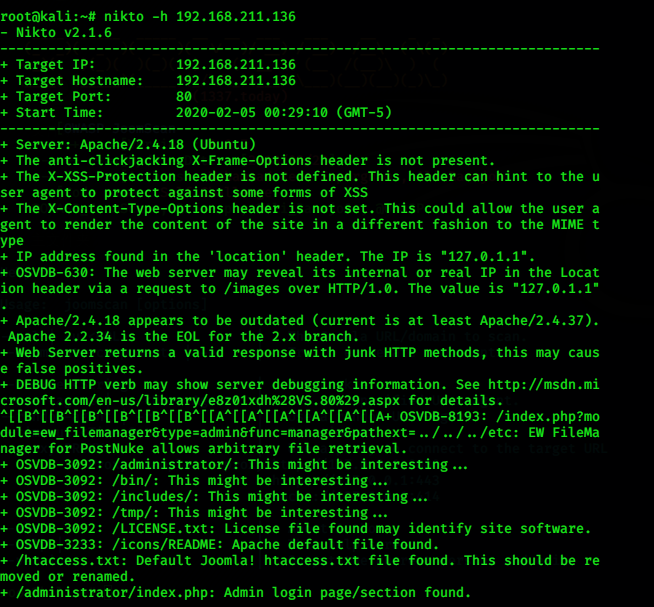 root@kali:~# nikto -h 192.168.211.136
- Nikto v2.1.6
---------------------------------------------------------------------------
+ Target IP:          192.168.211.136
+ Target Hostname:    192.168.211.136
+ Target Port:        80
+ Start Time:         2020-02-05 00:29:10 (GMT-5)
---------------------------------------------------------------------------
+ Server: Apache/2.4.18 (Ubuntu)
+ The anti-clickjacking X-Frame-Options header is not present.
+ The X-XSS-Protection header is not defined. This header can hint to the u
ser agent to protect against some forms of XSS
+ The X-Content-Type-Options header is not set. This could allow the user a
gent to render the content of the site in a different fashion to the MIME t
ype
+ IP address found in the 'location' header. The IP is "127.0.1.1".
+ OSVDB-630: The web server may reveal its internal or real IP in the Locat
ion header via a request to /images over HTTP/1.0. The value is "127.0.1.1"
.
+ Apache/2.4.18 appears to be outdated (current is at least Apache/2.4.37).
 Apache 2.2.34 is the EOL for the 2.x branch.
+ Web Server returns a valid response with junk HTTP methods, this may caus
e false positives.
+ DEBUG HTTP verb may show server debugging information. See http://msdn.mi
crosoft.com/en-us/library/e8z01xdh%28VS.80%29.aspx for details.
^[[B^[[B^[[B^[[B^[[B^[[B^[[A^[[A^[[A^[[A^[[A^[[A+ OSVDB-8193: /index.php?mo
dule=ew_filemanager&type=admin&func=manager&pathext=../../../etc: EW FileMa
nager for PostNuke allows arbitrary file retrieval.
+ OSVDB-3092: /administrator/: This might be interesting...
+ OSVDB-3092: /bin/: This might be interesting...
+ OSVDB-3092: /includes/: This might be interesting...
+ OSVDB-3092: /tmp/: This might be interesting...
+ OSVDB-3092: /LICENSE.txt: License file found may identify site software.
+ OSVDB-3233: /icons/README: Apache default file found.
+ /htaccess.txt: Default Joomla! htaccess.txt file found. This should be re
moved or renamed.
+ /administrator/index.php: Admin login page/section found.